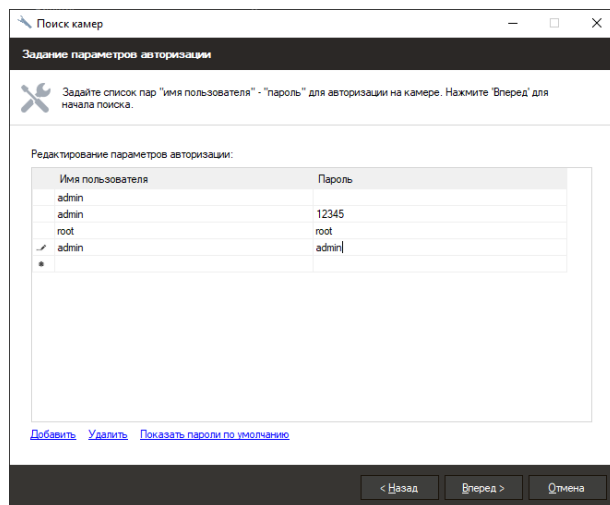 Поиск камер
Задание параметров авторизации
Задайте список пар "имя пользователя" - "пароль" для авторизации на камере. Нажмите 'Вперед' для
начала поиска.
Редактирование параметров авторизации:
Имя пользователя Пароль
admin
admin 12345
root root
admin admin
Добавить Удалить Показать пароли по умолчанию
< Назад Вперед > Отмена